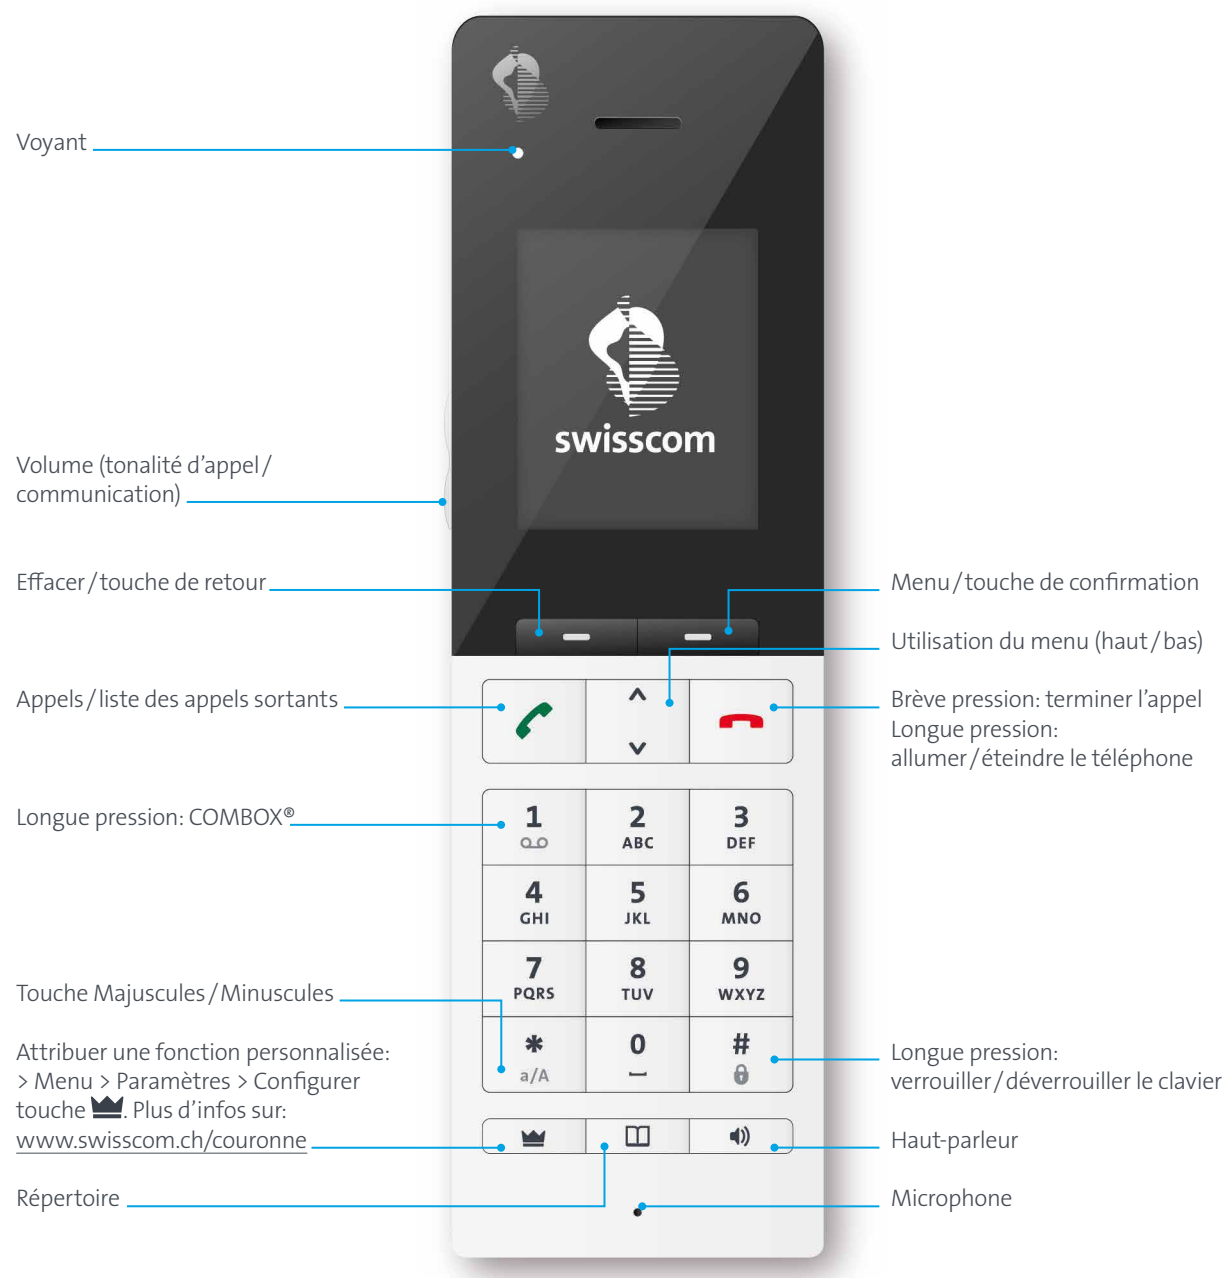 Voyant
swisscom
Volume (tonalité d'appel/
communication)
Effacer/touche de retour
Menu/touche de confirmation
Utilisation du menu (haut/bas)
Appels/liste des appels sortants
Brève pression: terminer l'appel
Longue pression:
allumer/éteindre le téléphone
Longue pression: COMBOX®
1 2 3
ABC DEF
4 5 6
GHI JKL MNO
7 8 9
PQRS TUV WXYZ
Touche Majuscules/Minuscules
* 0 #
a/A
Attribuer une fonction personnalisée:
> Menu > Paramètres > Configurer
touche . Plus d'infos sur:
www.swisscom.ch/couronne
Longue pression:
verrouiller/déverrouiller le clavier
Haut-parleur
Répertoire
Microphone